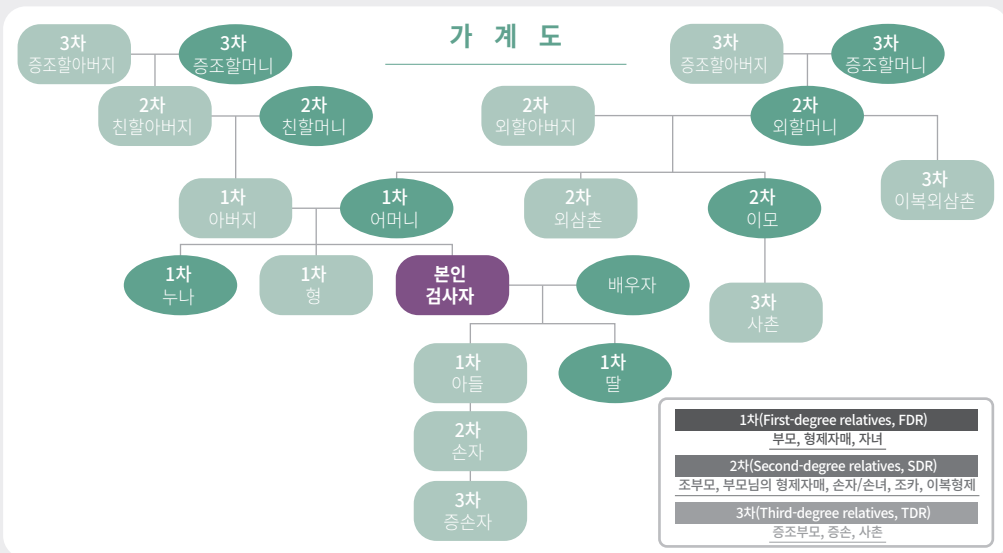 가 계 도
3차
증조할아버지
3차
증조할머니
3차
증조할아버지
3차
증조할머니
2차
친할아버지
2차
친할머니
2차
외할아버지
2차
외할머니
1차
아버지
1차
어머니
2차
외삼촌
2차
이모
3차
이복외삼촌
1차
누나
1차
형
본인
검사자
배우자
3차
사촌
1차
아들
1차
딸
2차
손자
3차
증손자
1차(First-degree relatives, FDR)
부모, 형제자매, 자녀
2차(Second-degree relatives, SDR)
조부모, 부모님의 형제자매, 손자/손녀, 조카, 이복형제
3차(Third-degree relatives, TDR)
증조부모, 증손, 사촌